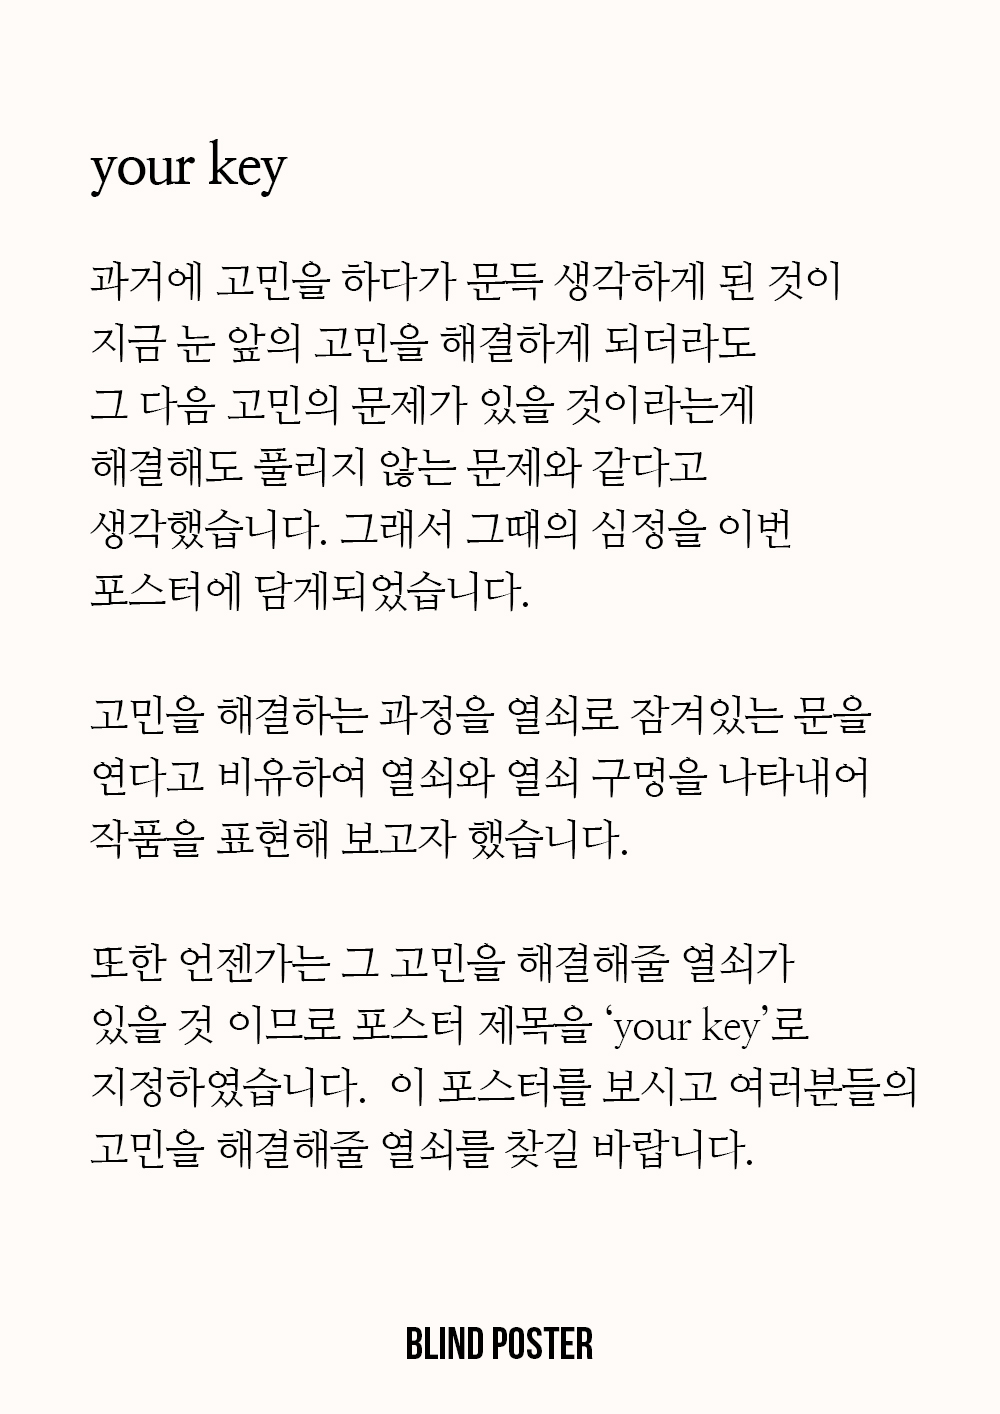 your key
과거에 고민을 하다가 문득 생각하게 된 것이
지금 눈 앞의 고민을 해결하게 되더라도
그 다음 고민의 문제가 있을 것이라는게
해결해도 풀리지 않는 문제와 같다고
생각했습니다. 그래서 그때의 심정을 이번
포스터에 담게되었습니다.
고민을 해결하는 과정을 열쇠로 잠겨있는 문을
연다고 비유하여 열쇠와 열쇠 구멍을 나타내어
작품을 표현해 보고자 했습니다.
또한 언젠가는 그 고민을 해결해줄 열쇠가
있을 것 이므로 포스터 제목을 ‘your key’로
지정하였습니다.  이 포스터를 보시고 여러분들의
고민을 해결해줄 열쇠를 찾길 바랍니다.
BLIND POSTER